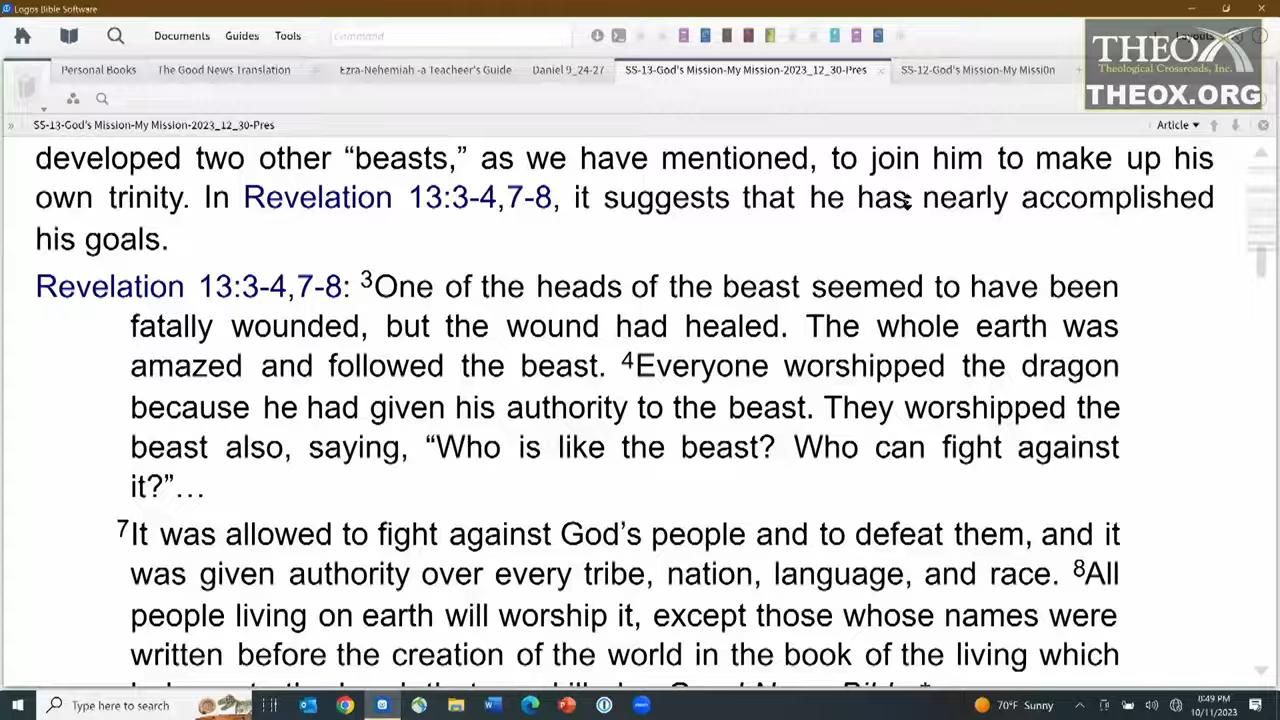 Logos Bible Software
Documents Guides Tools Command
THEOX
Theological Crossroads, Inc.
THEOX.ORG
Personal Books The Good News Translation Daniel 9_24-27 SS-13-God's Mission-My Mission-2023_12_30-Pres SS-12-God's Mission-My Missi0n
SS-13-God's Mission-My Mission-2023_12_30-Pres Article
developed two other “beasts,” as we have mentioned, to join him to make up his
own trinity. In Revelation 13:3-4,7-8, it suggests that he has nearly accomplished
his goals.
Revelation 13:3-4,7-8: ³One of the heads of the beast seemed to have been
fatally wounded, but the wound had healed. The whole earth was
amazed and followed the beast. ⁴Everyone worshipped the dragon
because he had given his authority to the beast. They worshipped the
beast also, saying, “Who is like the beast? Who can fight against
it?”…
⁷It was allowed to fight against God’s people and to defeat them, and it
was given authority over every tribe, nation, language, and race. ⁸All
people living on earth will worship it, except those whose names were
written before the creation of the world in the book of the living which
Type here to search 70°F Sunny 8:49 PM
10/11/2023